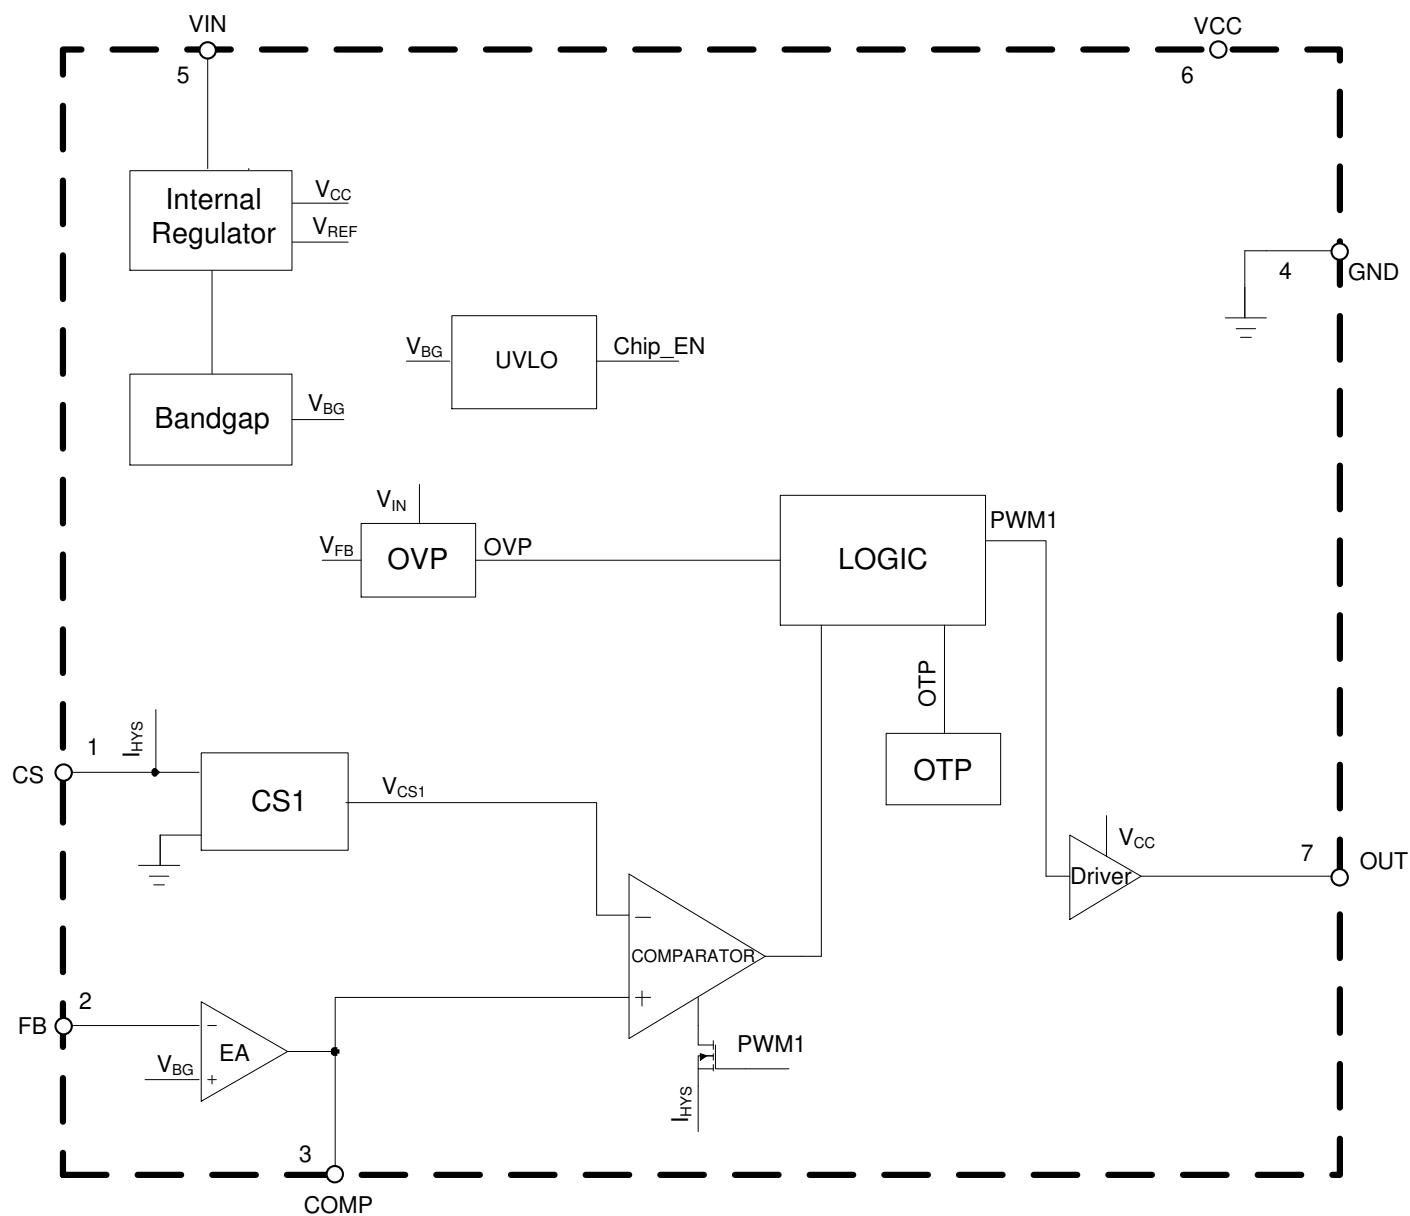 VIN
VCC
5
6
Internal
Regulator
VCC
VREF
4
GND
VBG
UVLO
Chip_EN
Bandgap
VBG
VIN
VFB
OVP
OVP
LOGIC
PWM1
OTP
OTP
1
IHYS
CS
CS1
VCS1
VCC
Driver
7
OUT
−
COMPARATOR
+
2
FB
−
EA
VBG
+
PWM1
IHYS
3
COMP